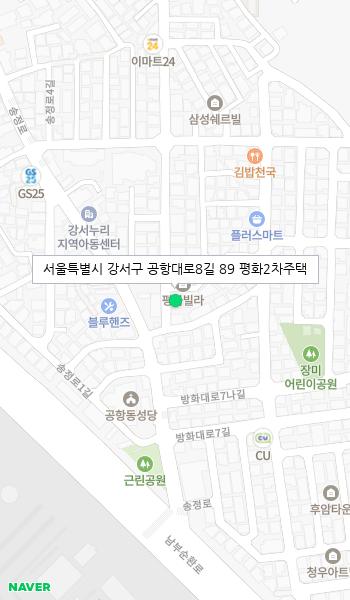 24
이마트24
송정로4길
송정로
삼성쉐르빌
김밥천국
GS
25
GS25
강서누리
지역아동센터
플러스마트
서울특별시 강서구 공항대로8길 89 평화2차주택
빌라
블루핸즈
장미
어린이공원
송정로1길
공항동성당
방화대로7나길
방화대로7길
CU
CU
근린공원
송정로
후암타운
남부순환로
청우아트
NAVER